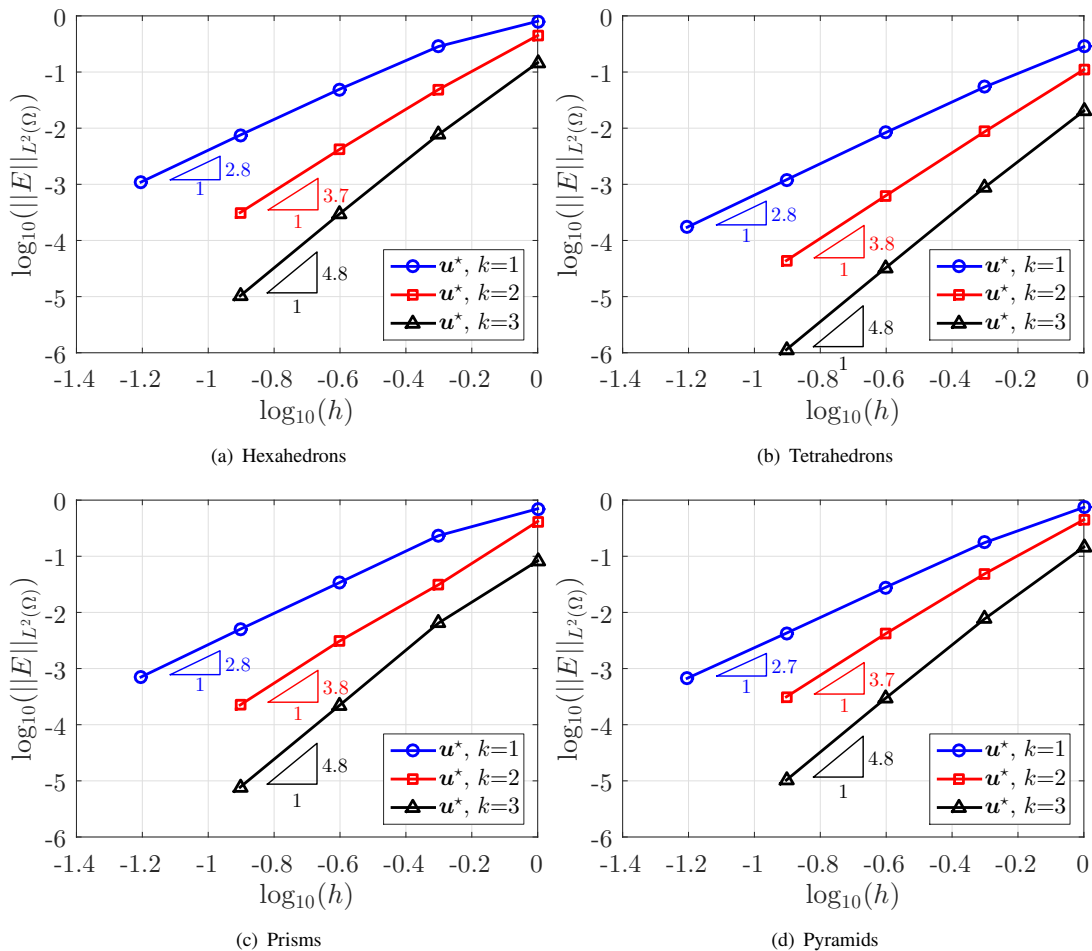 0
-1
-2
-3
-4
-5
-6
log10(||E||L2(Ω))
2.8
1
3.7
1
4.8
1
u⋆, k=1
u⋆, k=2
u⋆, k=3
-1.4 -1.2 -1 -0.8 -0.6 -0.4 -0.2 0
log10(h)
(a) Hexahedrons
0
-1
-2
-3
-4
-5
-6
log10(||E||L2(Ω))
2.8
1
3.8
1
4.8
1
u⋆, k=1
u⋆, k=2
u⋆, k=3
-1.4 -1.2 -1 -0.8 -0.6 -0.4 -0.2 0
log10(h)
(b) Tetrahedrons
0
-1
-2
-3
-4
-5
-6
log10(||E||L2(Ω))
2.8
1
3.8
1
4.8
1
u⋆, k=1
u⋆, k=2
u⋆, k=3
-1.4 -1.2 -1 -0.8 -0.6 -0.4 -0.2 0
log10(h)
(c) Prisms
0
-1
-2
-3
-4
-5
-6
log10(||E||L2(Ω))
2.7
1
3.7
1
4.8
1
u⋆, k=1
u⋆, k=2
u⋆, k=3
-1.4 -1.2 -1 -0.8 -0.6 -0.4 -0.2 0
log10(h)
(d) Pyramids